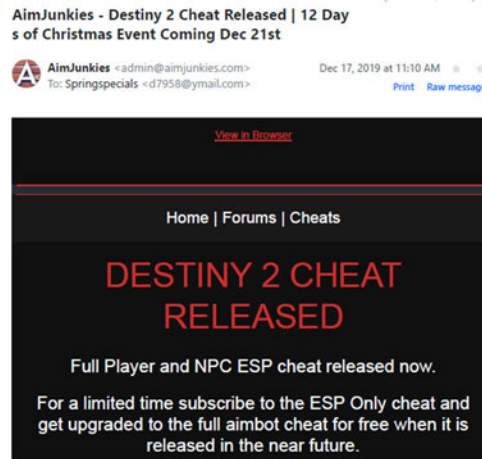 AimJunkies - Destiny 2 Cheat Released | 12 Day
s of Christmas Event Coming Dec 21st
AimJunkies <admin@aimjunkies.com>
Dec 17, 2019 at 11:10 AM
To: Springspecials <d7958@ymail.com>
Print Raw messag
View in Browser
Home | Forums | Cheats
DESTINY 2 CHEAT
RELEASED
Full Player and NPC ESP cheat released now.
For a limited time subscribe to the ESP Only cheat and
get upgraded to the full aimbot cheat for free when it is
released in the near future.